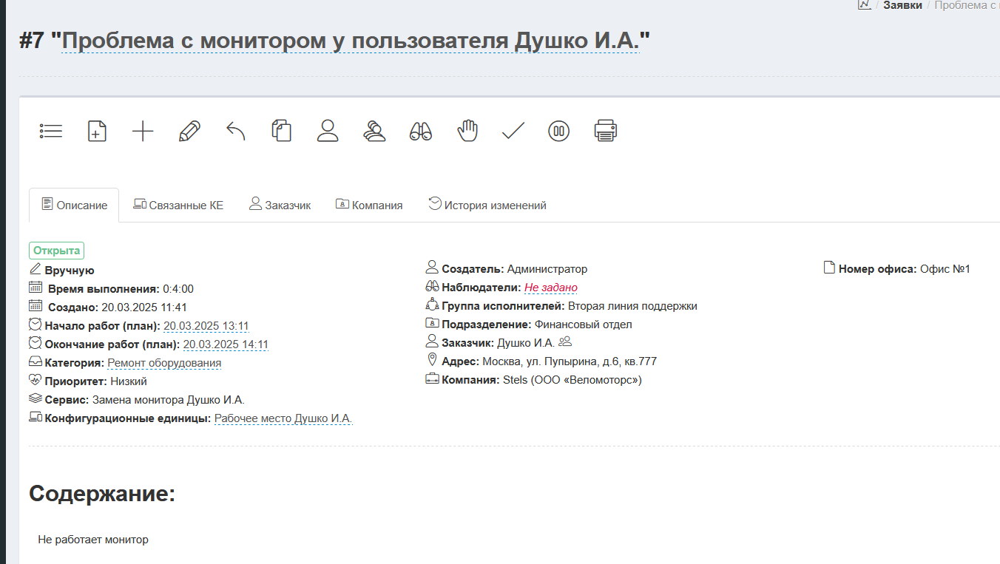 / Заявки / Проблема с
#7 "Проблема с монитором у пользователя Душко И.А."
Описание
Связанные КЕ
Заказчик
Компания
История изменений
Открыта
Вручную
Время выполнения: 0:4:00
Создано: 20.03.2025 11:41
Начало работ (план): 20.03.2025 13:11
Окончание работ (план): 20.03.2025 14:11
Категория: Ремонт оборудования
Приоритет: Низкий
Сервис: Замена монитора Душко И.А.
Конфигурационные единицы: Рабочее место Душко И.А.
Создатель: Администратор
Наблюдатели: Не задано
Группа исполнителей: Вторая линия поддержки
Подразделение: Финансовый отдел
Заказчик: Душко И.А.
Адрес: Москва, ул. Пупырина, д.6, кв.777
Компания: Stels (ООО «Веломоторс»)
Номер офиса: Офис №1
Содержание:
Не работает монитор